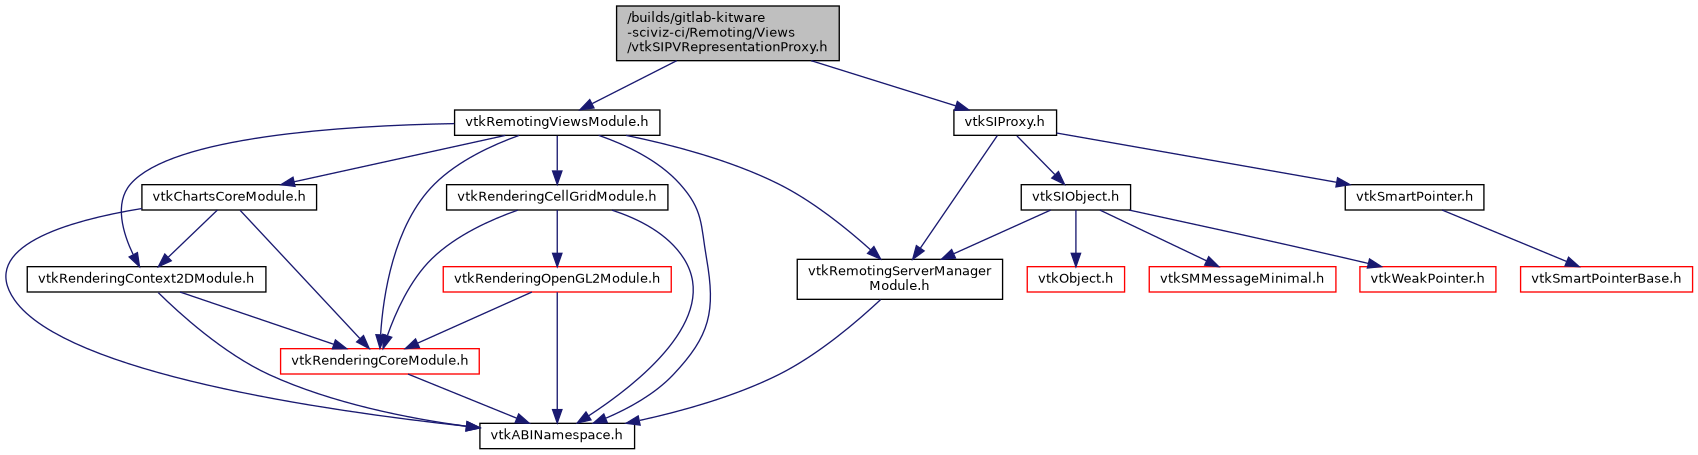 /builds/gitlab-kitware
-sciviz-ci/Remoting/Views
/vtkSIPVRepresentationProxy.h
vtkRemotingViewsModule.h
vtkSIProxy.h
vtkChartsCoreModule.h
vtkRenderingCellGridModule.h
vtkSIObject.h
vtkSmartPointer.h
vtkRenderingContext2DModule.h
vtkRenderingOpenGL2Module.h
vtkRemotingServerManager
Module.h
vtkObject.h
vtkSMMessageMinimal.h
vtkWeakPointer.h
vtkSmartPointerBase.h
vtkRenderingCoreModule.h
vtkABINamespace.h